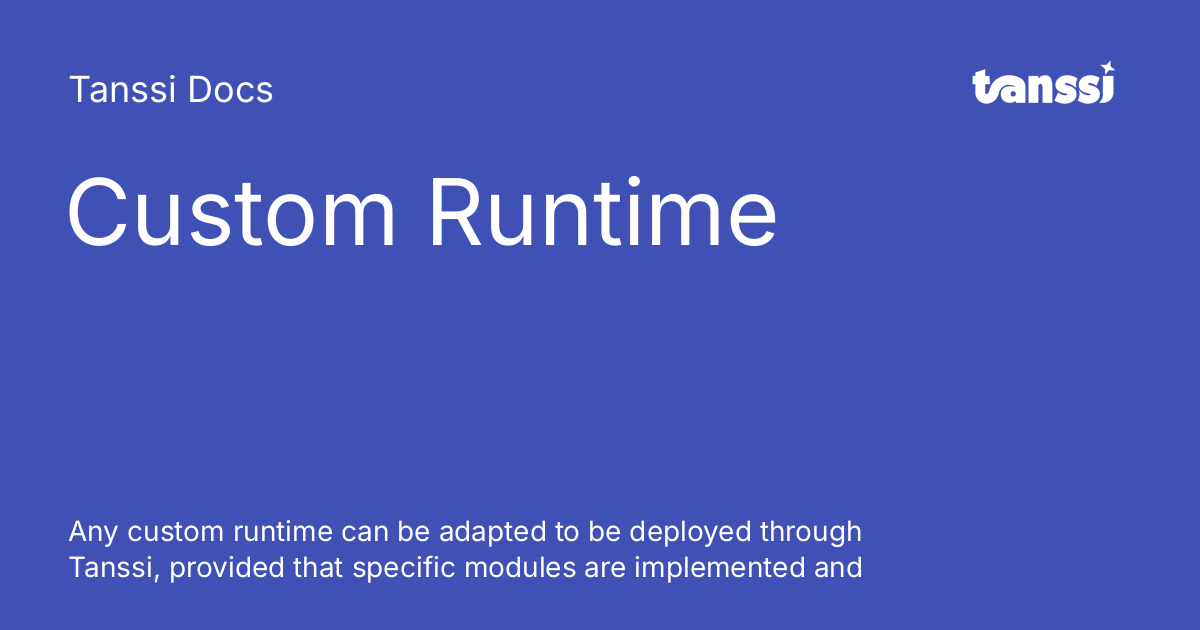 Tanssi Docs
tanssi
Custom Runtime
Any custom runtime can be adapted to be deployed through
Tanssi, provided that specific modules are implemented and